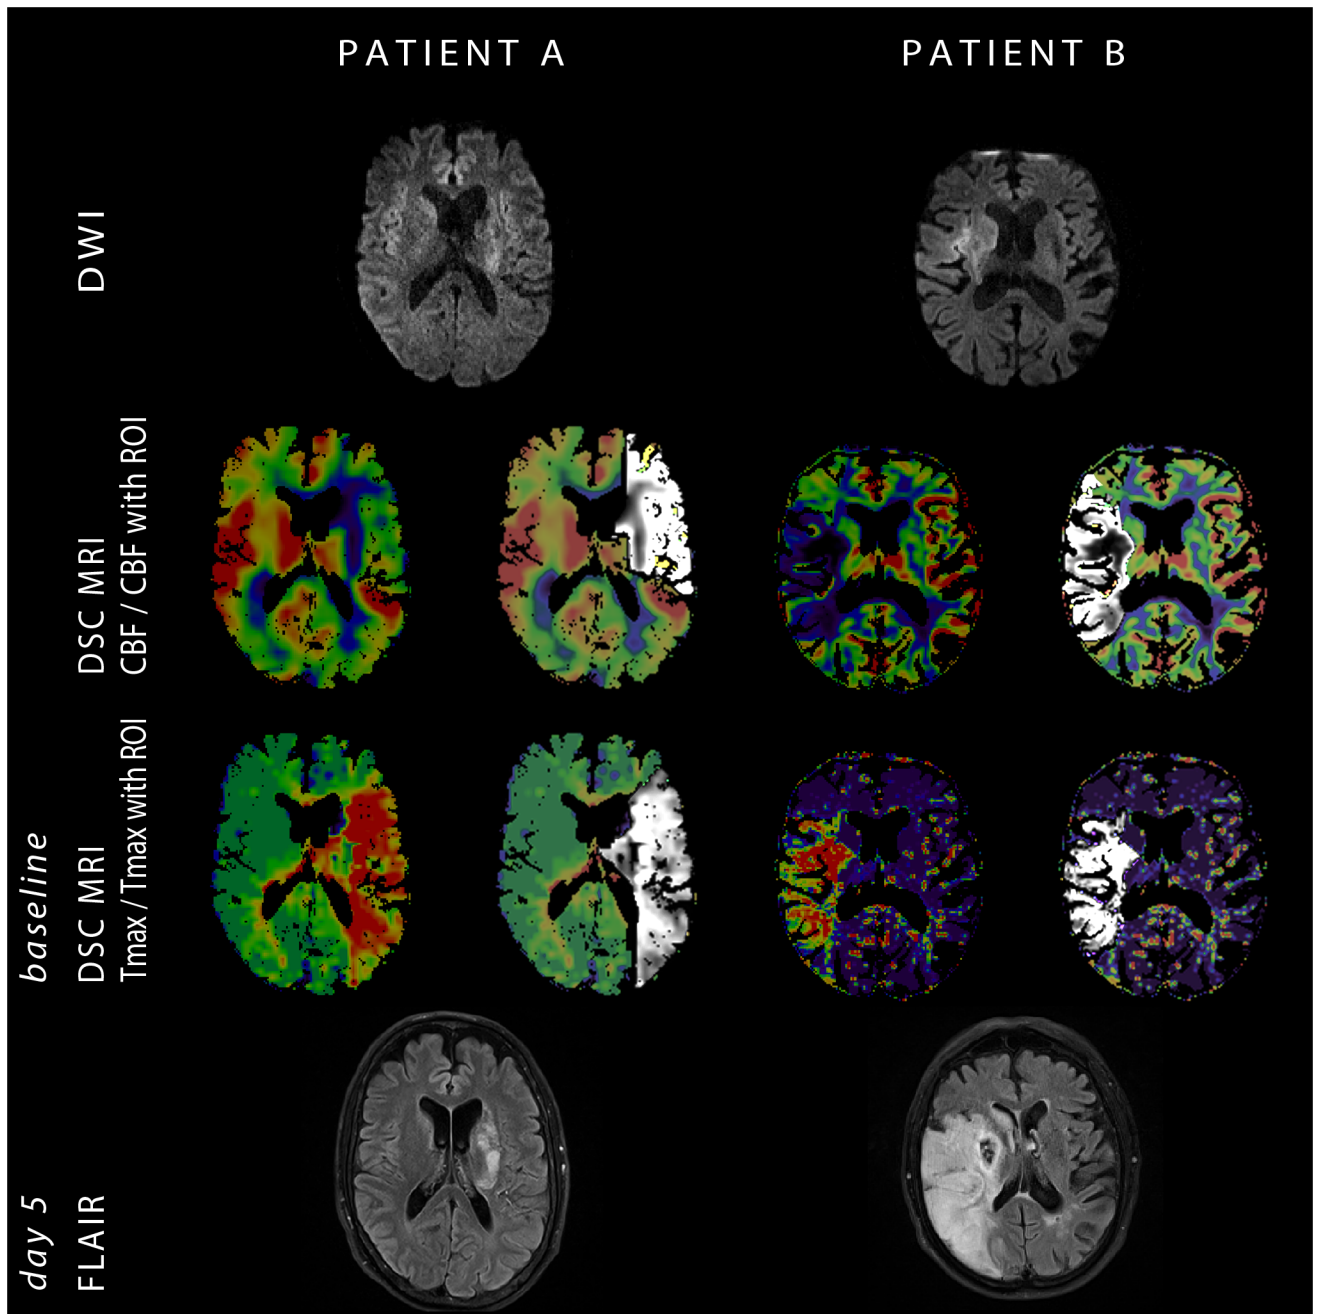 PATIENT A
PATIENT B
DWI
DSC MRI
CBF / CBF with ROI
baseline
DSC MRI
Tmax / Tmax with ROI
day 5
FLAIR